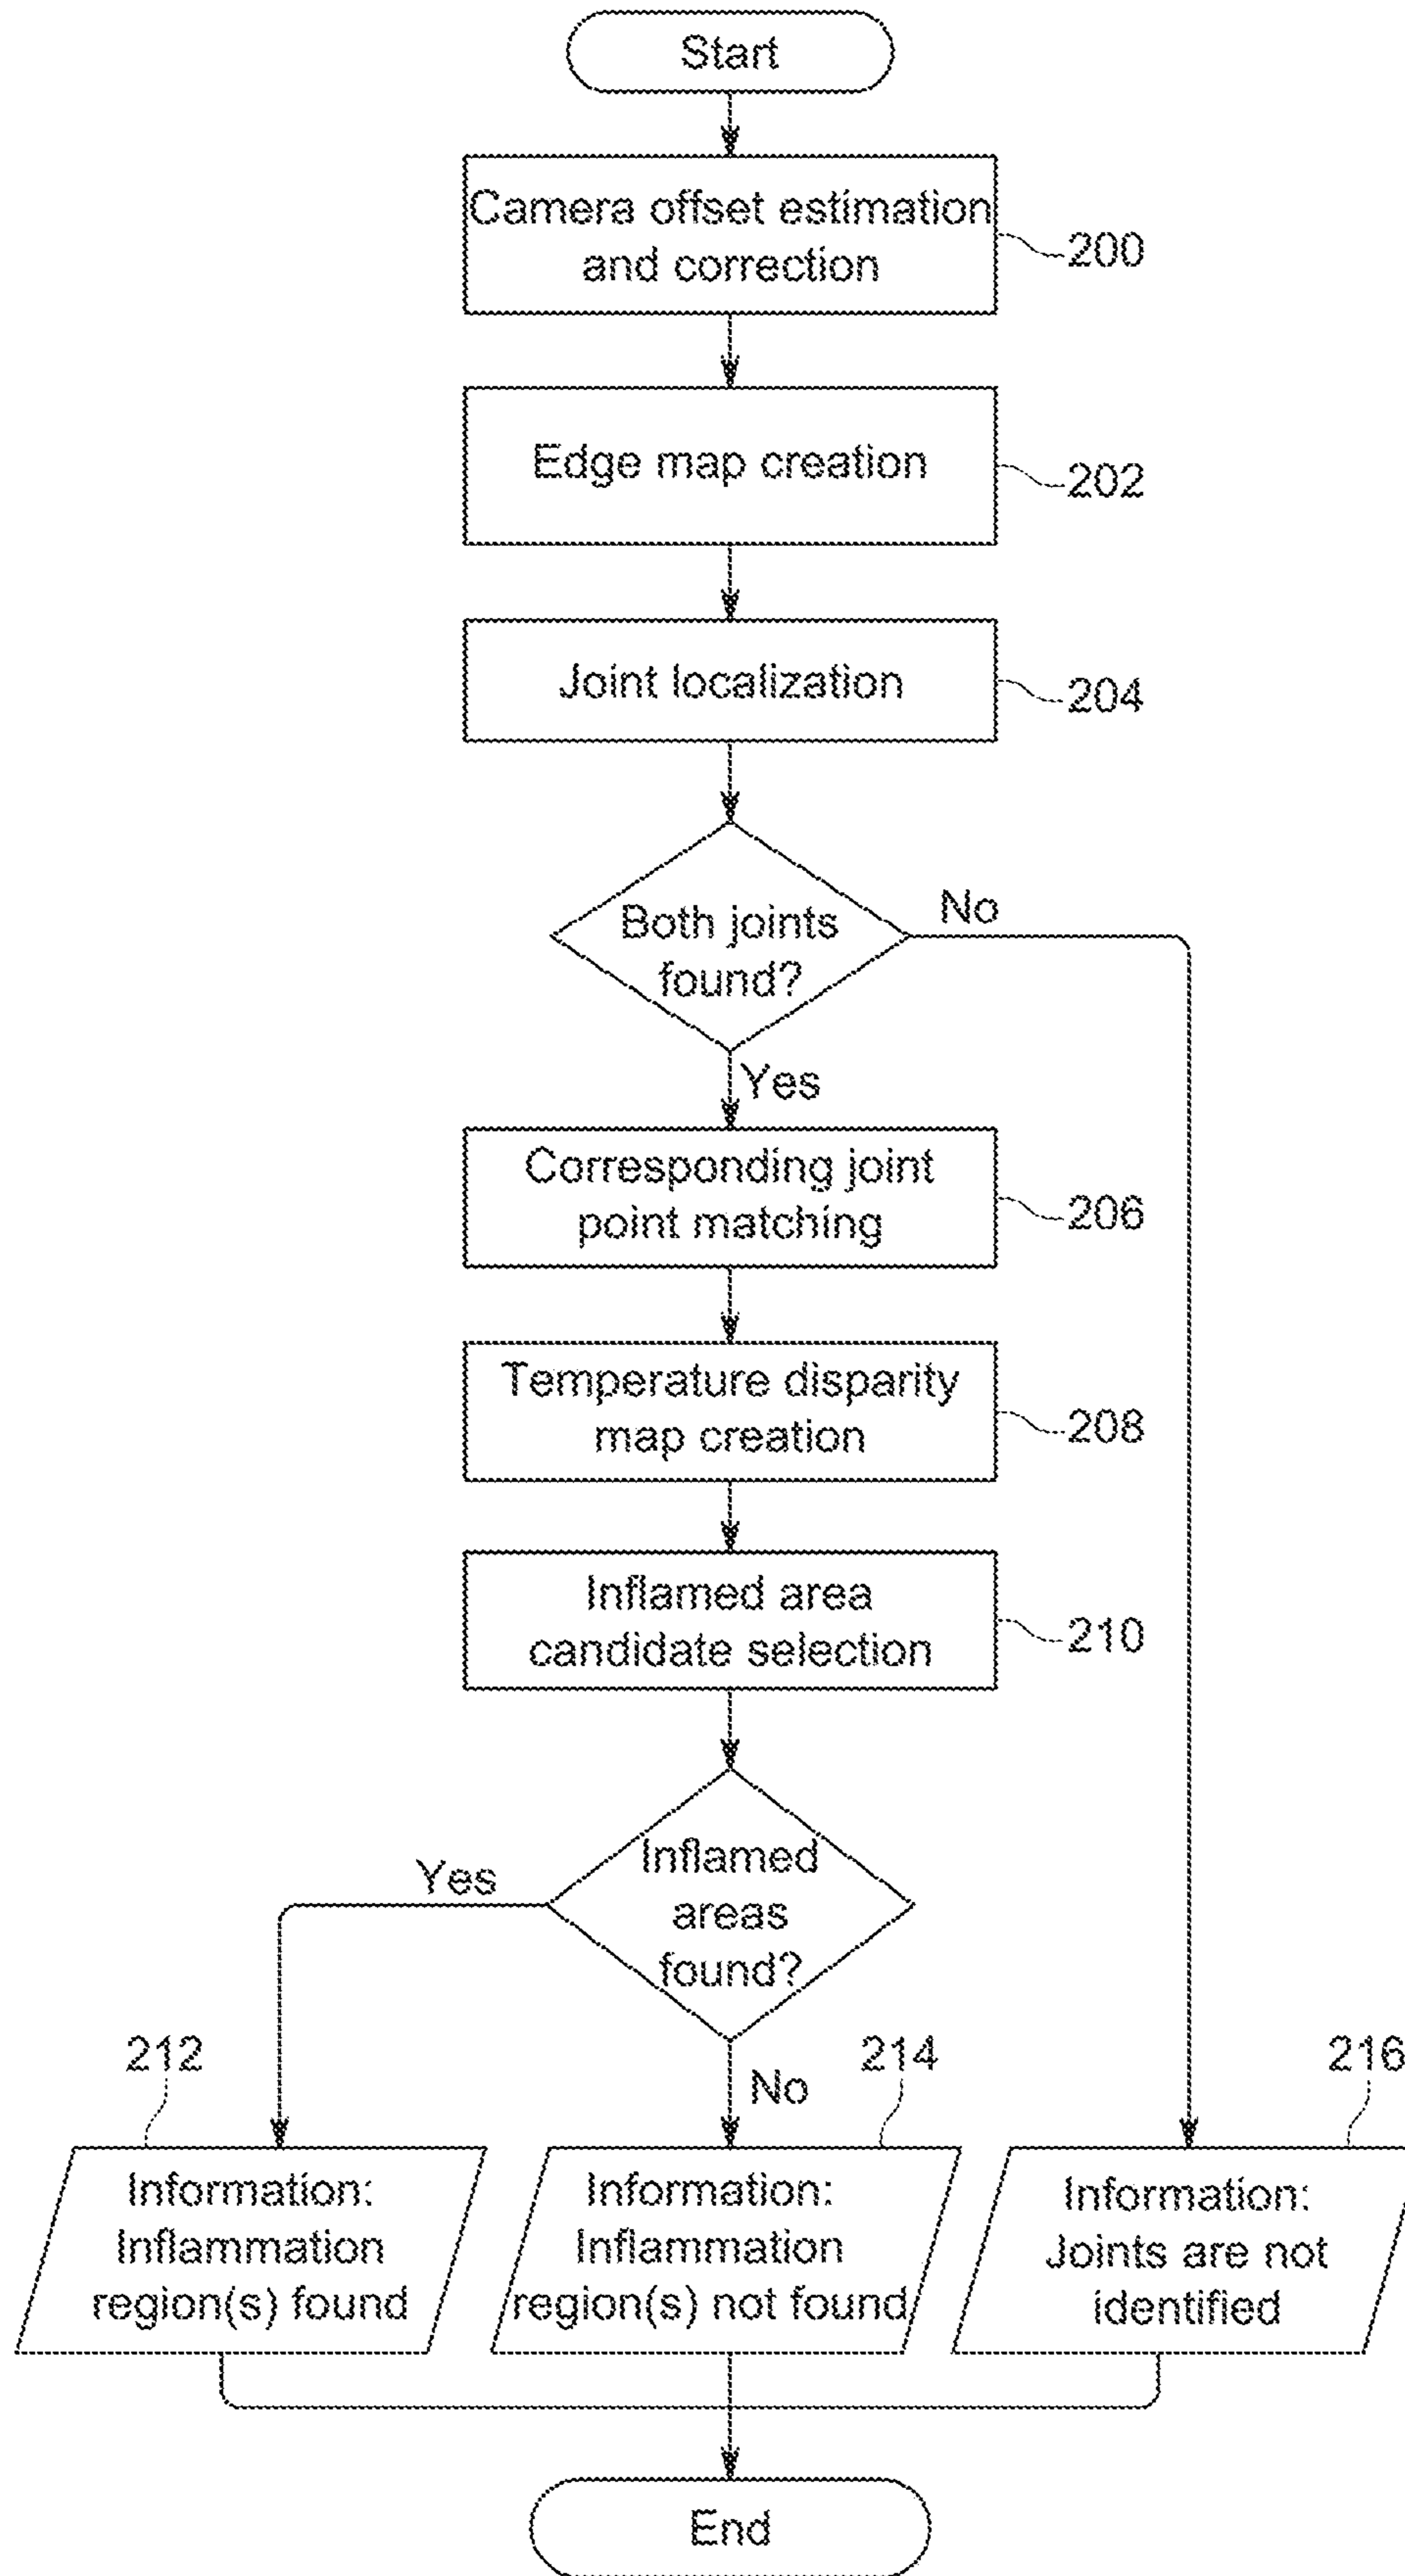 Start
Camera offset estimation
and correction
200
Edge map creation
202
Joint localization
204
Both joints
found?
No
Yes
Corresponding joint
point matching
206
Temperature disparity
map creation
208
Inflamed area
candidate selection
210
Inflamed
areas
found?
Yes
No
212
Information:
Inflammation
region(s) found
214
Information:
Inflammation
region(s) not found
216
Information:
Joints are not
identified
End